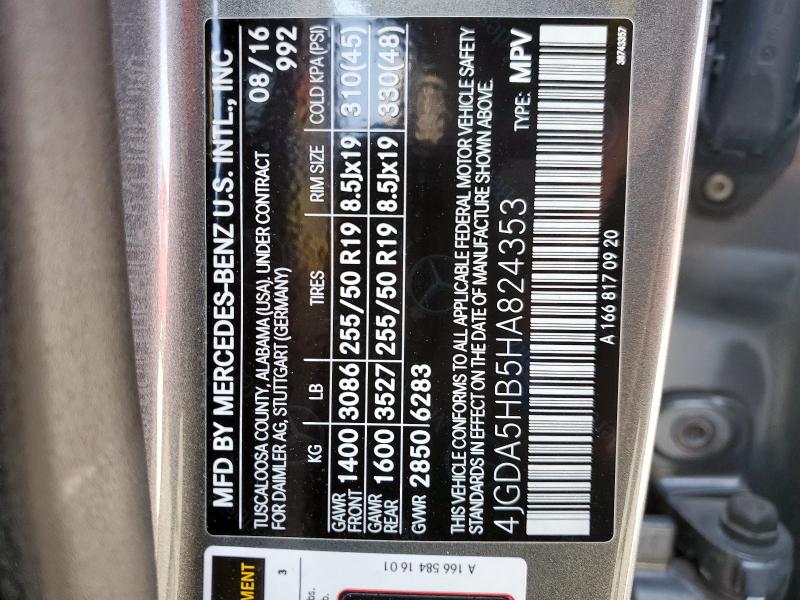 MFD BY MERCEDES-BENZ U.S. INTL., INC
TUSCALOOSA COUNTY, ALABAMA (USA). UNDER CONTRACT 08/16
FOR DAIMLER AG, STUTTGART (GERMANY) 992
KG LB TIRES RIM SIZE COLD KPA (PSI)
GAWR FRONT 1400 3086 255/50 R19 8.5Jx19 310(45)
GAWR REAR 1600 3527 255/50 R19 8.5Jx19 330(48)
GVWR 2850 6283
THIS VEHICLE CONFORMS TO ALL APPLICABLE FEDERAL MOTOR VEHICLE SAFETY
STANDARDS IN EFFECT ON THE DATE OF MANUFACTURE SHOWN ABOVE.
4JGDA5HB5HA824353 TYPE: MPV
A 166 817 09 20
38743357
A 166 584 16 01
3